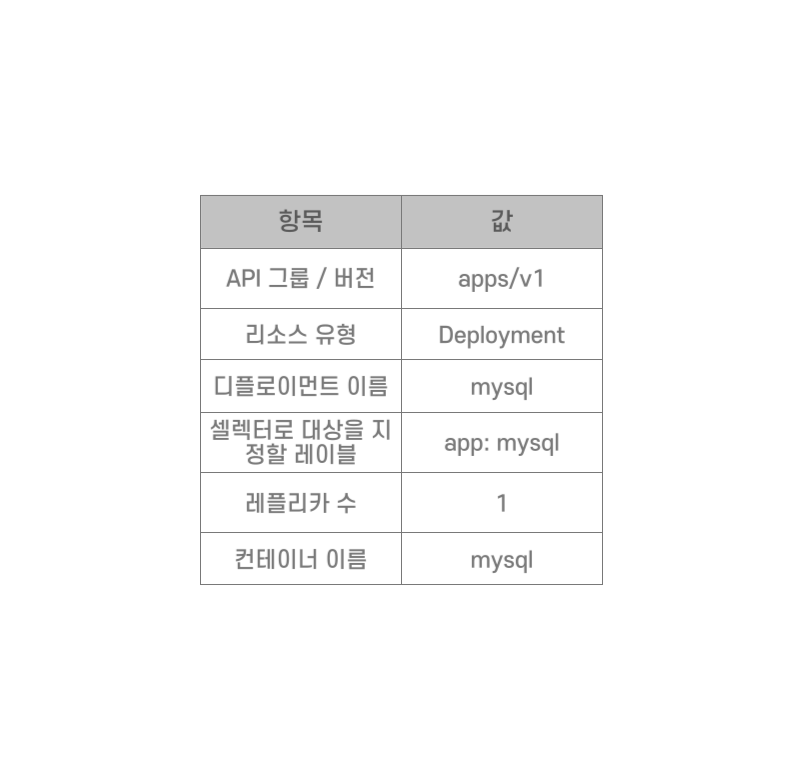 항목 값
API 그룹 / 버전 apps/v1
리소스 유형 Deployment
디플로이먼트 이름 mysql
셀렉터로 대상을 지
정할 레이블 app: mysql
레플리카 수 1
컨테이너 이름 mysql